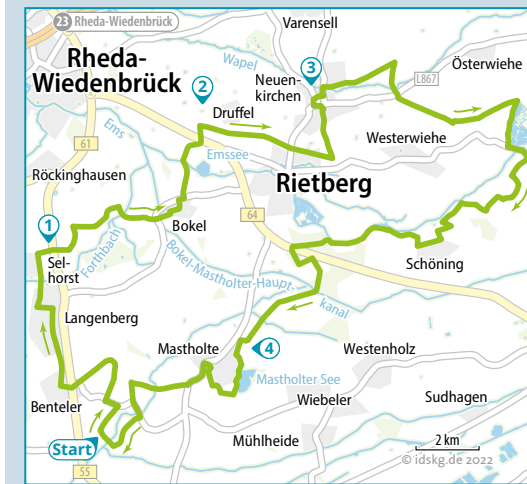 23 Rheda-Wiedenbrück
Varensell
Rheda-
Wiedenbrück
Wapel
Neuen-
kirchen
3
Österwiehe
L867
2
Druffel
Ems
61
Emssee
Westerwiehe
Röckinghausen
Rietberg
1
Bokel
64
Sel-
horst
Forthbach
Bokel-Mastholter-Haupt-
kanal
Schöning
Langenberg
Mastholte
4
Westenholz
Mastholter See
Benteler
Wiebeler
Sudhagen
Start
Mühlheide
2 km
55
© idskg.de 2022